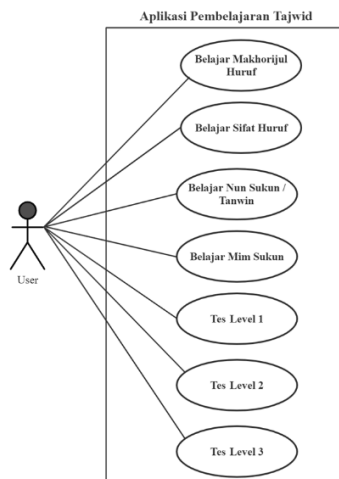 Aplikasi Pembelajaran Tajwid
Belajar Makhorijul
Huruf
Belajar Sifat Huruf
Belajar Nun Sukun /
Tanwin
Belajar Mim Sukun
User
Tes Level 1
Tes Level 2
Tes Level 3